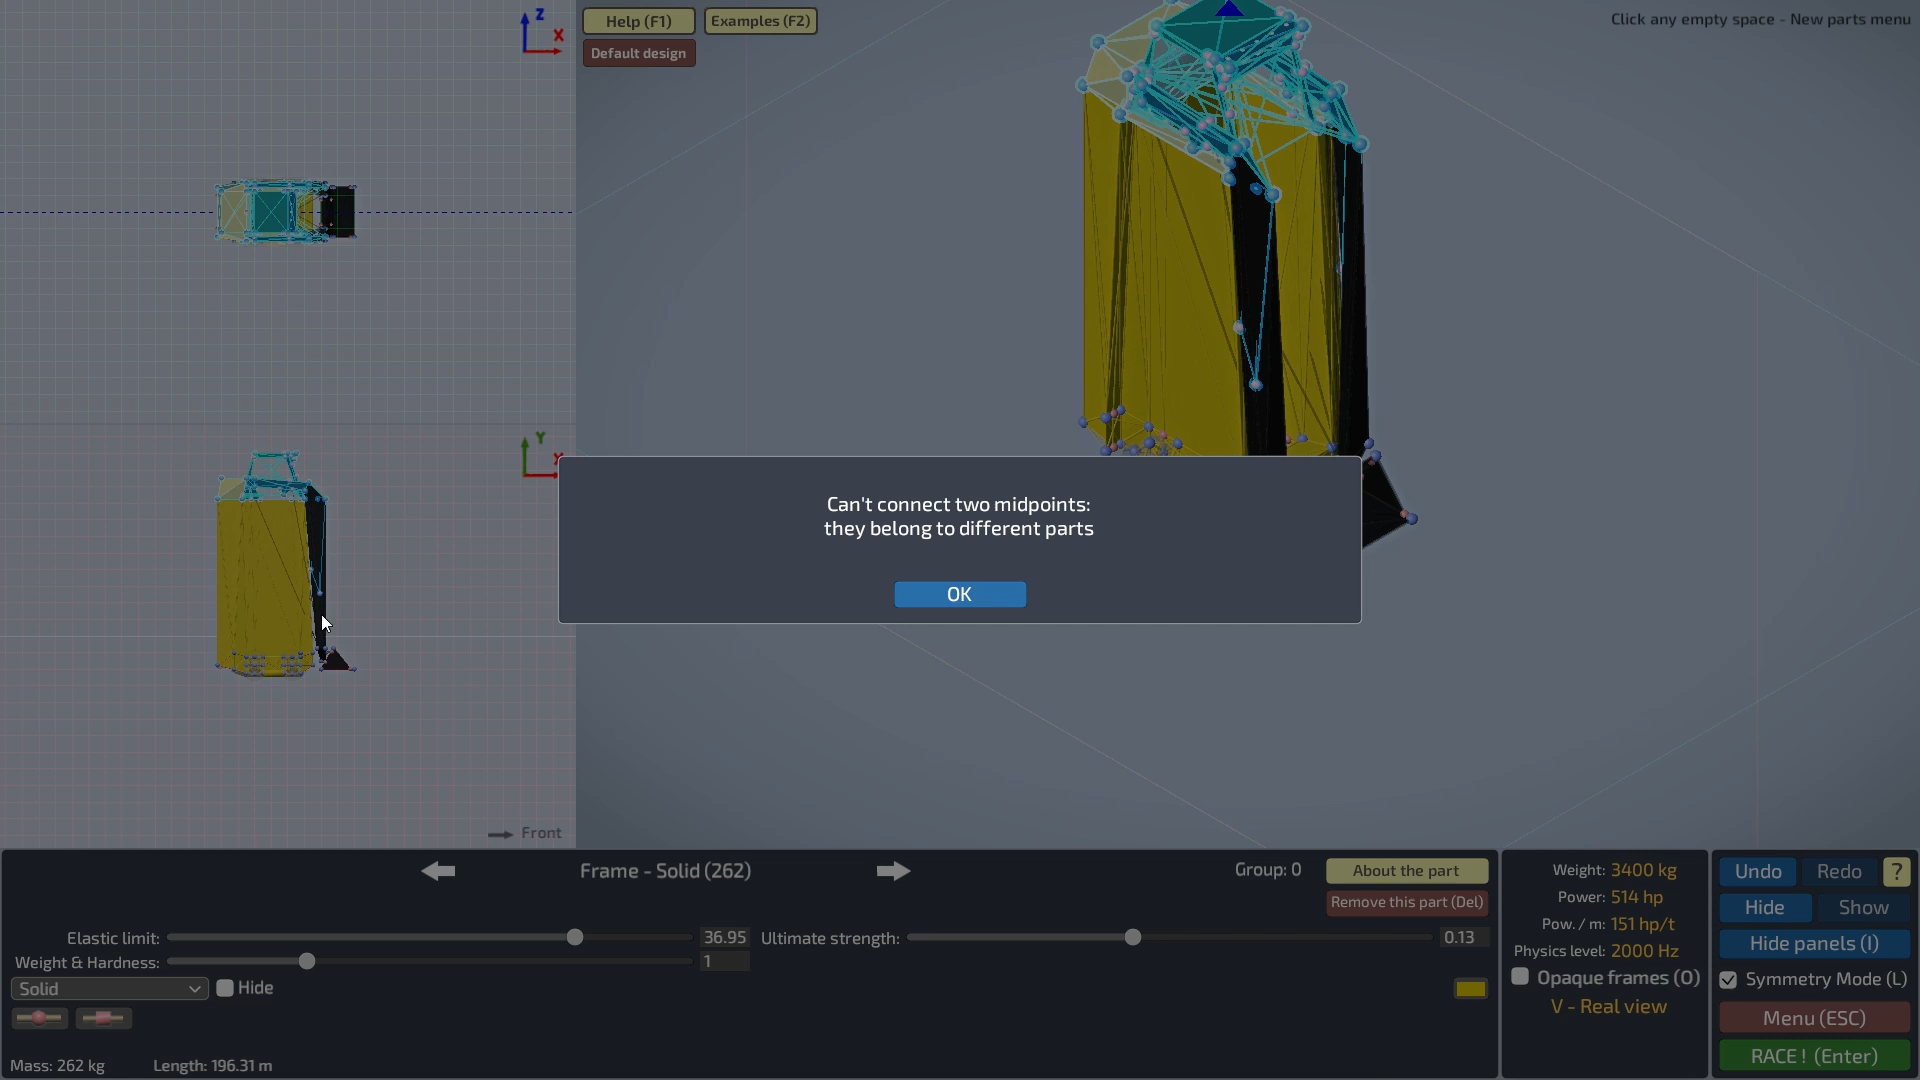 Z
X
Help (F1)
Examples (F2)
Click any empty space - New parts menu
Default design
Y
X
Can't connect two midpoints:
they belong to different parts
OK
Front
Frame - Solid (262)
Group: 0
About the part
Remove this part (Del)
Elastic limit:
36.95
Ultimate strength:
0.13
Weight & Hardness:
1
Solid
Hide
Mass: 262 kg
Length: 196.31 m
Weight: 3400 kg
Power: 514 hp
Pow. / m: 151 hp/t
Physics level: 2000 Hz
Opaque frames (O)
V - Real view
Undo
Redo
?
Hide
Show
Hide panels (I)
Symmetry Mode (L)
Menu (ESC)
RACE ! (Enter)